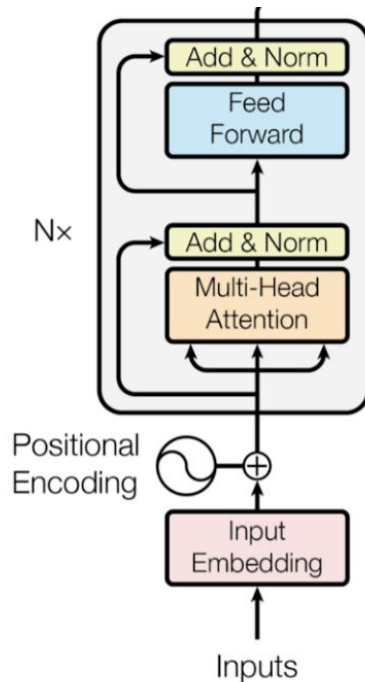 Add & Norm
Feed
Forward
N×
Add & Norm
Multi-Head
Attention
Positional
Encoding
Input
Embedding
Inputs